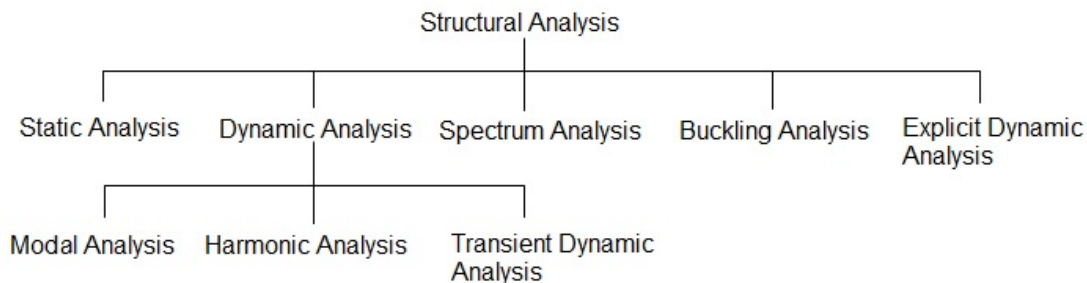 Structural Analysis
Static Analysis
Dynamic Analysis
Spectrum Analysis
Buckling Analysis
Explicit Dynamic
Analysis
Modal Analysis
Harmonic Analysis
Transient Dynamic
Analysis